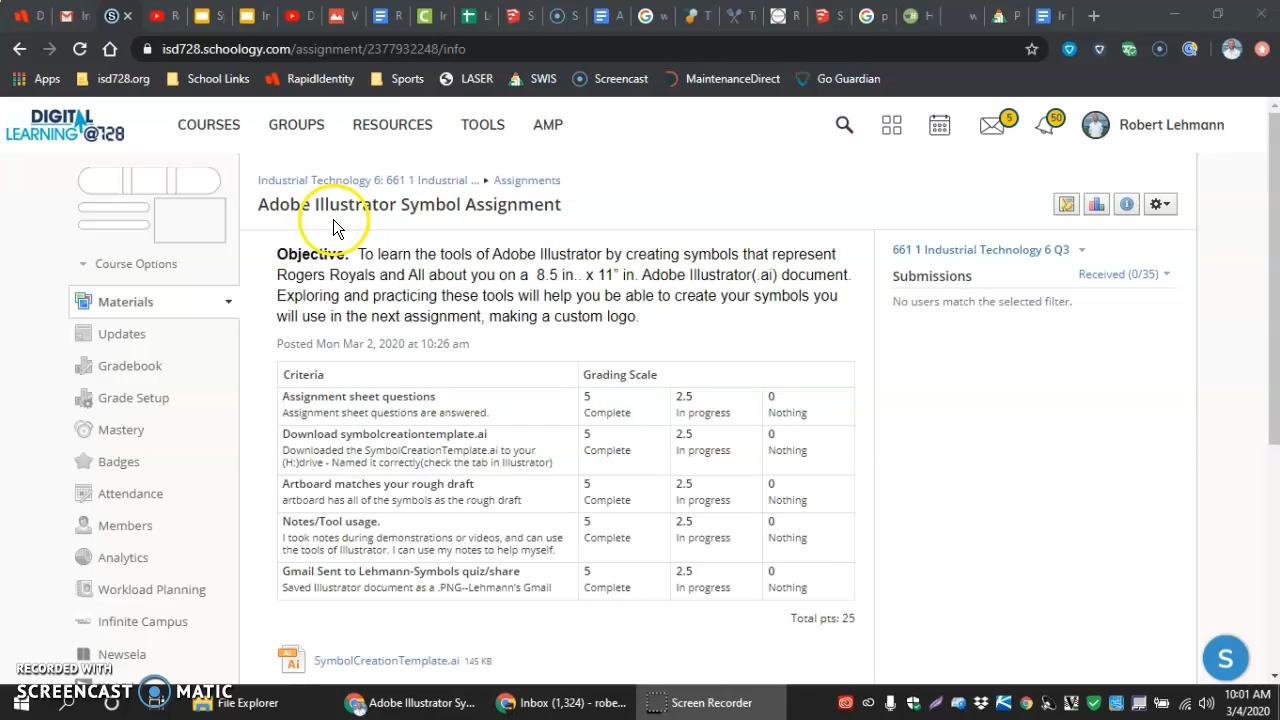 isd728.schoology.com/assignment/2377932248/info
Apps isd728.org School Links RapidIdentity Sports LASER SWIS Screencast MaintenanceDirect Go Guardian
DIGITAL
LEARNING@728
COURSES GROUPS RESOURCES TOOLS AMP 5 50 Robert Lehmann
Industrial Technology 6: 661 1 Industrial ... Assignments
Adobe Illustrator Symbol Assignment
Course Options
Materials
Updates
Gradebook
Grade Setup
Mastery
Badges
Attendance
Members
Analytics
Workload Planning
Infinite Campus
Newsela
Objective: To learn the tools of Adobe Illustrator by creating symbols that represent
Rogers Royals and All about you on a 8.5 in.. x 11" in. Adobe Illustrator(.ai) document.
Exploring and practicing these tools will help you be able to create your symbols you
will use in the next assignment, making a custom logo.
Posted Mon Mar 2, 2020 at 10:26 am
Criteria Grading Scale
Assignment sheet questions 5 2.5 0
Assignment sheet questions are answered. Complete In progress Nothing
Download symbolcreationtemplate.ai 5 2.5 0
Downloaded the SymbolCreationTemplate.ai to your Complete In progress Nothing
(H:)drive - Named it correctly(check the tab in Illustrator)
Artboard matches your rough draft 5 2.5 0
artboard has all of the symbols as the rough draft Complete In progress Nothing
Notes/Tool usage. 5 2.5 0
I took notes during demonstrations or videos, and can use Complete In progress Nothing
the tools of Illustrator. I can use my notes to help myself.
Gmail Sent to Lehmann-Symbols quiz/share 5 2.5 0
Saved Illustrator document as a .PNG--Lehmann's Gmail Complete In progress Nothing
Total pts: 25
Ai SymbolCreationTemplate.ai 145 KB
661 1 Industrial Technology 6 Q3
Submissions Received (0/35)
No users match the selected filter.
S
RECORDED WITH
SCREENCAST MATIC
File Explorer Adobe Illustrator Sy... Inbox (1,324) - robe... Screen Recorder
10:01 AM
3/4/2020